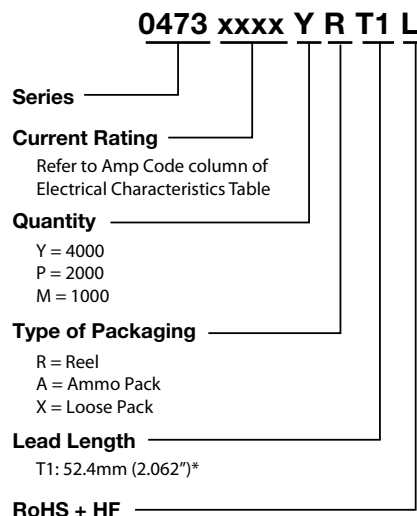 0473 xxxx Y R T1 L
Series
Current Rating
Refer to Amp Code column of
Electrical Characteristics Table
Quantity
Y = 4000
P = 2000
M = 1000
Type of Packaging
R = Reel
A = Ammo Pack
X = Loose Pack
Lead Length
T1: 52.4mm (2.062″)*
RoHS + HF